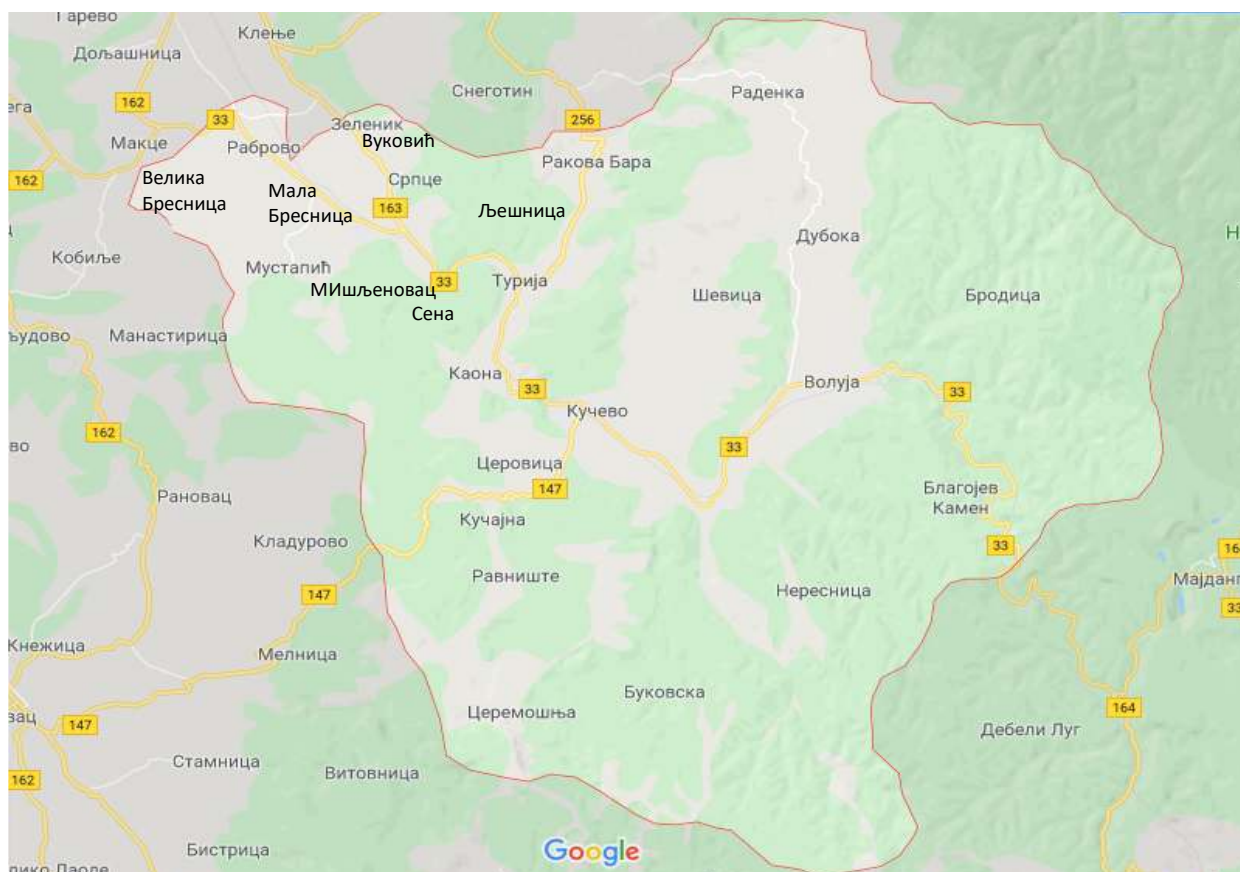 Гарево
Дољашница
Клење
162
Снеготин
Раденка
33
256
Макце
Раброво
Зеленик
Вуковић
Ракова Бара
162
Велика
Бресница
Мала
Бресница
Српце
163
Љешница
Дубока
Кобиље
Мустапић
33
Турија
Шевица
Бродица
МИшљеновац
Сена
Манастирица
Каона
33
Волуја
33
Кучево
162
33
Церовица
147
Рановац
Благојев
Камен
Кучајна
Кладурово
33
Равниште
Нересница
147
Мајданп
33
Кнежица
Мелница
Буковска
Церемошња
164
147
Дебели Луг
Стамница
Витовница
162
Бистрица
Google